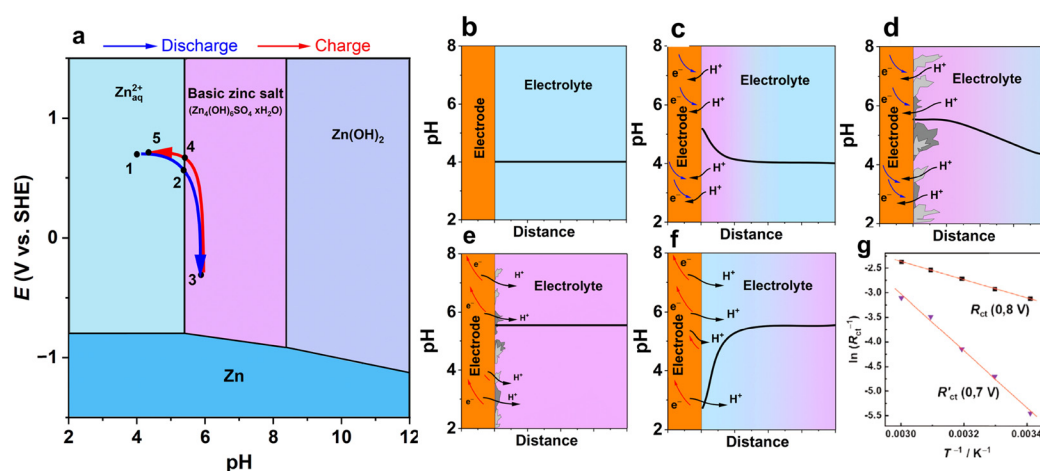 a
Discharge
Charge
Zn2+aq
Basic zinc salt
(Zn4(OH)6SO4 xH2O)
Zn(OH)2
1
0
−1
E (V vs. SHE)
5
4
1
2
3
Zn
2 4 6 8 10 12
pH
b
8
6
4
2
pH
Electrode
Electrolyte
Distance
c
8
6
4
2
pH
Electrode
Electrolyte
e− H+
e− H+
H+
e− H+
e− H+
Distance
d
8
6
4
2
pH
Electrode
Electrolyte
e− H+
e− H+
e− H+
e− H+
Distance
e
8
6
4
2
pH
Electrode
Electrolyte
e− H+
e− H+
e− H+
e− H+
Distance
f
8
6
4
2
pH
Electrode
Electrolyte
e− H+
e− H+
e− H+
e− H+
Distance
g
-2.5
-3.0
-3.5
-4.0
-4.5
-5.0
-5.5
ln (Rct−1)
Rct (0,8 V)
R'ct (0,7 V)
0.0030 0.0032 0.0034
T−1 / K−1